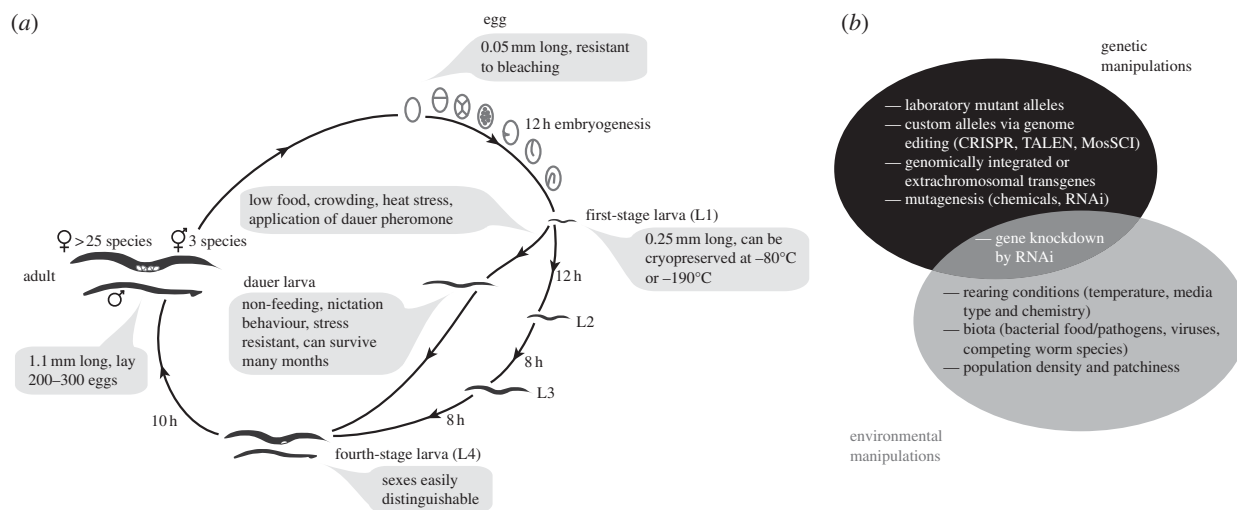 (a)
egg
0.05 mm long, resistant
to bleaching
12 h embryogenesis
low food, crowding, heat stress,
application of dauer pheromone
first-stage larva (L1)
0.25 mm long, can be
cryopreserved at –80°C
or –190°C
♀ >25 species
⚥ 3 species
adult
♂
dauer larva
non-feeding, nictation
behaviour, stress
resistant, can survive
many months
12 h
L2
8 h
L3
8 h
1.1 mm long, lay
200–300 eggs
10 h
fourth-stage larva (L4)
sexes easily
distinguishable
(b)
genetic
manipulations
— laboratory mutant alleles
— custom alleles via genome
editing (CRISPR, TALEN, MosSCI)
— genomically integrated or
extrachromosomal transgenes
— mutagenesis (chemicals, RNAi)
— gene knockdown
by RNAi
— rearing conditions (temperature, media
type and chemistry)
— biota (bacterial food/pathogens, viruses,
competing worm species)
— population density and patchiness
environmental
manipulations